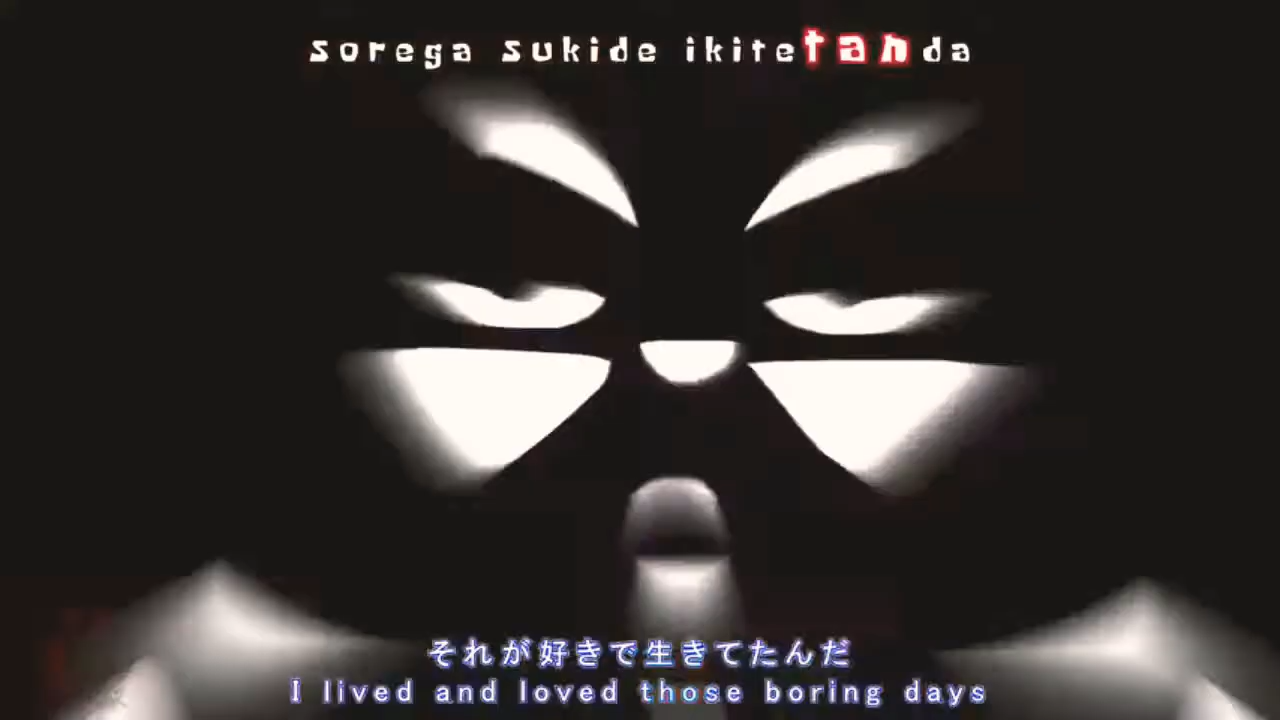 sorega sukide ikitetanda
それが好きで生きてたんだ
I lived and loved those boring days